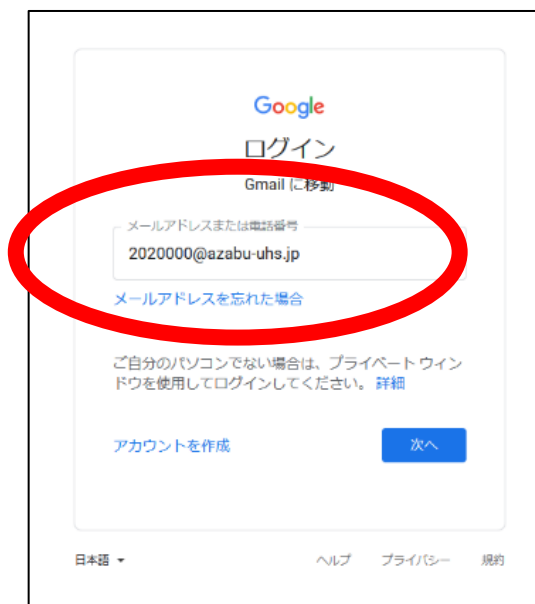 Google
ログイン
Gmail に移動
メールアドレスまたは電話番号
2020000@azabu-uhs.jp
メールアドレスを忘れた場合
ご自分のパソコンでない場合は、プライベート ウィン
ドウを使用してログインしてください。 詳細
アカウントを作成
次へ
日本語
ヘルプ プライバシー 規約